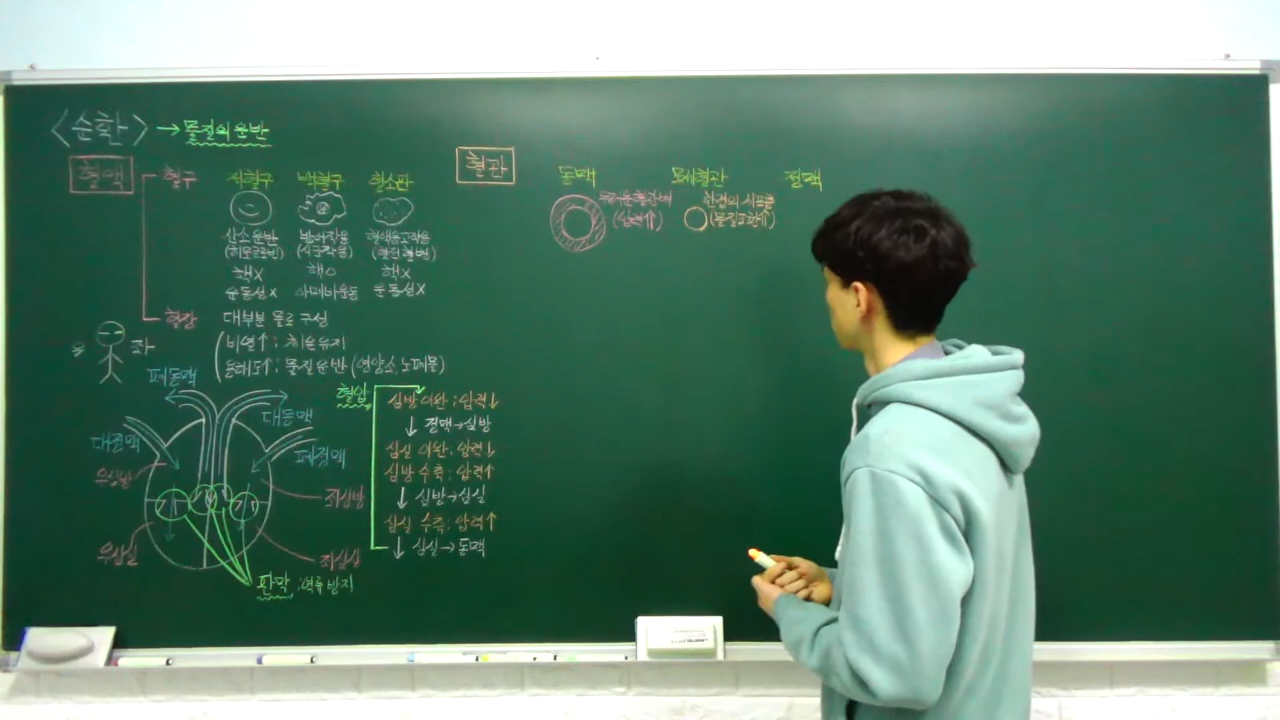 <순환> → 물질의 운반
혈액
혈구
적혈구 백혈구 혈소판
산소운반 방어작용 혈액응고작용
(헤모글로빈) (식균작용) (혈전 형성)
핵X 핵O 핵X
운동성X 아메바운동 운동성X
혈장 대부분 물로 구성
비열↑: 체온유지
용해도↑: 물질운반 (영양소, 노폐물)
좌
폐동맥
대동맥
대정맥
폐정맥
우심방
좌심방
우심실
좌심실
판막 : 역류 방지
혈압
심방 이완 : 압력↓
↓ 정맥→심방
심실 이완 : 압력↓
심방 수축 : 압력↑
↓ 심방→심실
심실 수축 : 압력↑
↓ 심실→동맥
혈관
동맥 모세혈관 정맥
두꺼운 혈관벽
(압력↑)
한겹의 세포층
(물질교환↑)